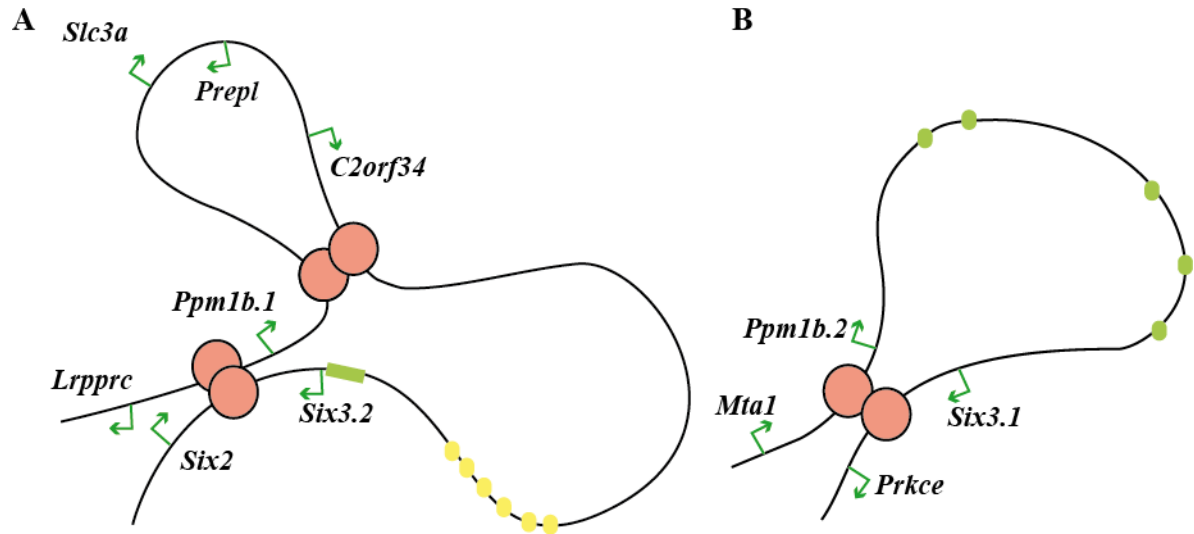 A
Slc3a
Prepl
C2orf34
Ppm1b.1
Lrpprc
Six3.2
Six2
B
Ppm1b.2
Mta1
Six3.1
Prkce